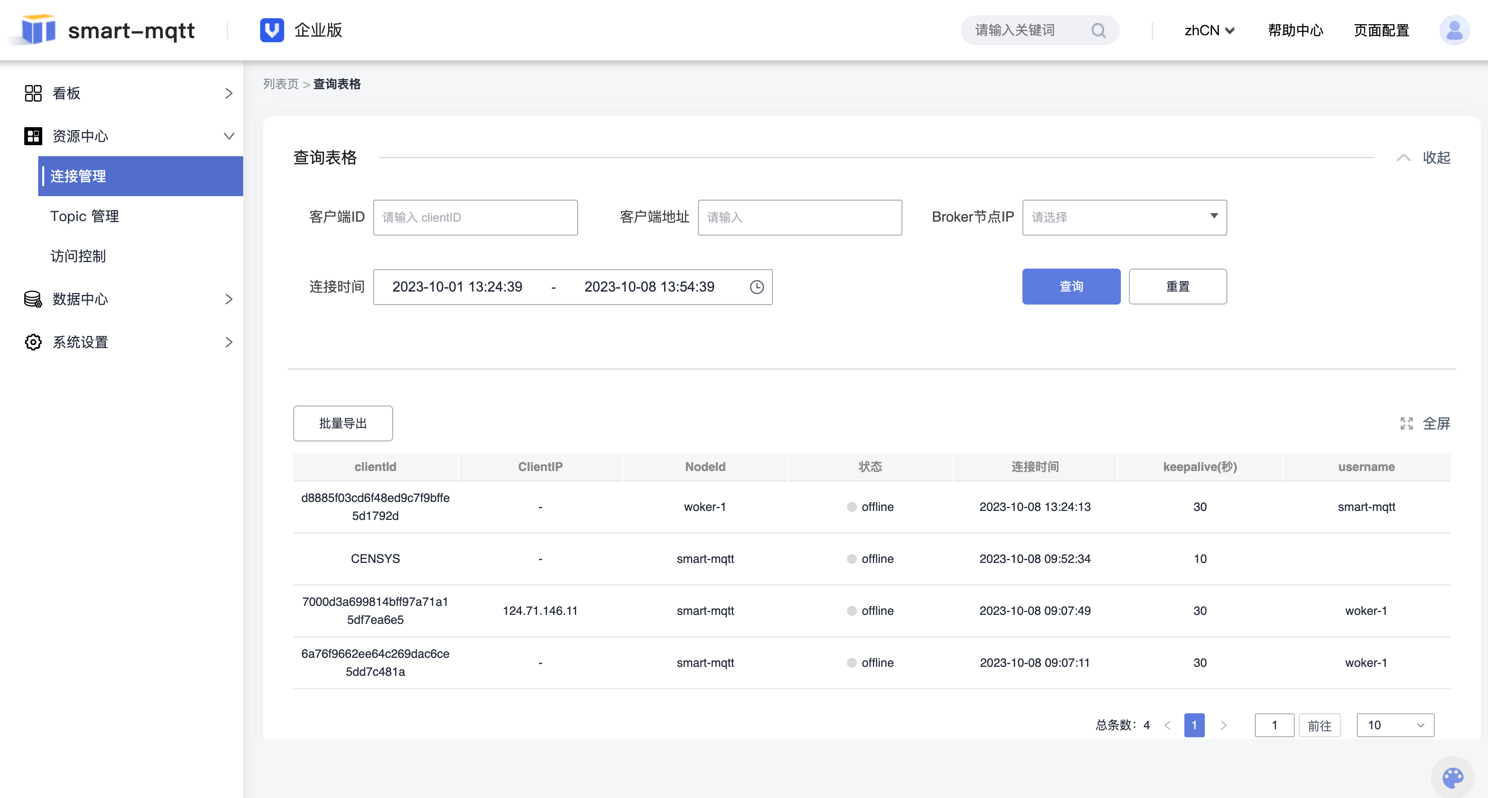 smart-mqtt
企业版
请输入关键词
zhCN
帮助中心
页面配置
看板
资源中心
连接管理
Topic 管理
访问控制
数据中心
系统设置
列表页 > 查询表格
查询表格
收起
客户端ID
请输入 clientID
客户端地址
请输入
Broker节点IP
请选择
连接时间
2023-10-01 13:24:39 - 2023-10-08 13:54:39
查询
重置
批量导出
全屏
clientId ClientIP NodeId 状态 连接时间 keepalive(秒) username
d8885f03cd6f48ed9c7f9bffe
5d1792d
- woker-1 offline 2023-10-08 13:24:13 30 smart-mqtt
CENSYS - smart-mqtt offline 2023-10-08 09:52:34 10
7000d3a699814bff97a71a1
5df7ea6e5
124.71.146.11 smart-mqtt offline 2023-10-08 09:07:49 30 woker-1
6a76f9662ee64c269dac6ce
5dd7c481a
- smart-mqtt offline 2023-10-08 09:07:11 30 woker-1
总条数: 4 < 1 > 1 前往 10